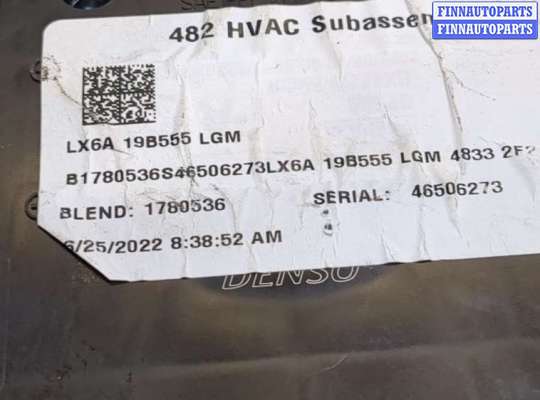 FINNAUTOPARTS
FINNAUTOPARTS
482 HVAC Subassem
LX6A 19B555 LGM
B1780536S46506273LX6A 19B555 LGM 4833 2F2
BLEND: 1780536 SERIAL: 46506273
6/25/2022 8:38:52 AM
DENSO